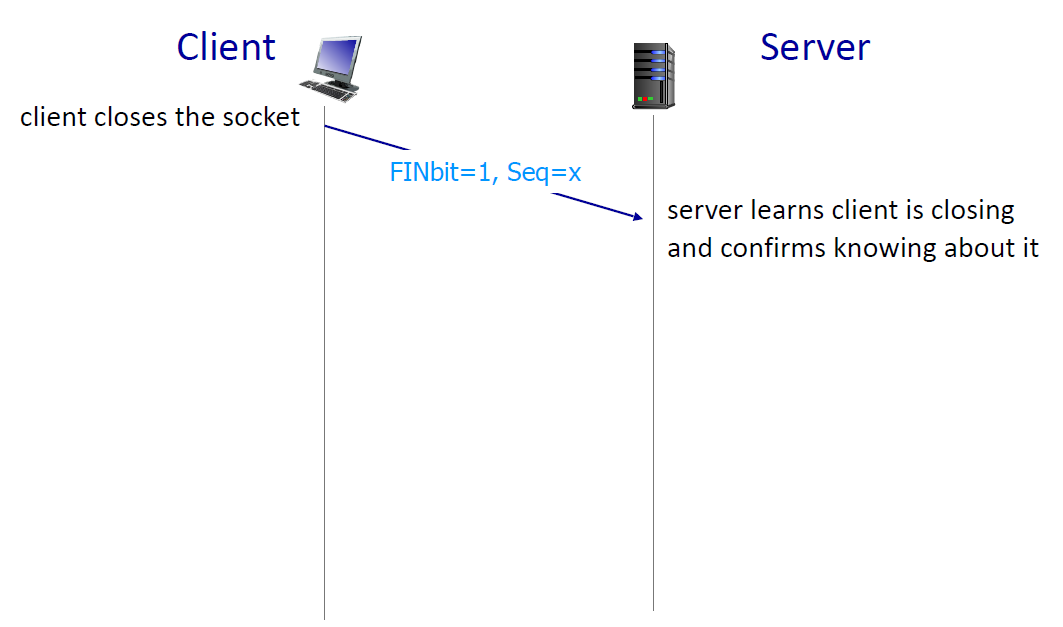 Client
Server
client closes the socket
FINbit=1, Seq=x
server learns client is closing
and confirms knowing about it